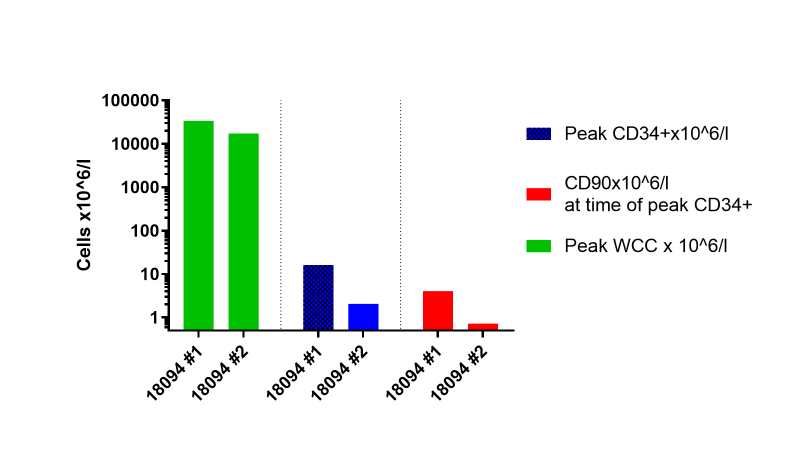 100000
10000
1000
100
10
1
Cells x10^6/l
18094 #1
18094 #2
18094 #1
18094 #2
18094 #1
18094 #2
Peak CD34+x10^6/l
CD90x10^6/l
at time of peak CD34+
Peak WCC x 10^6/l